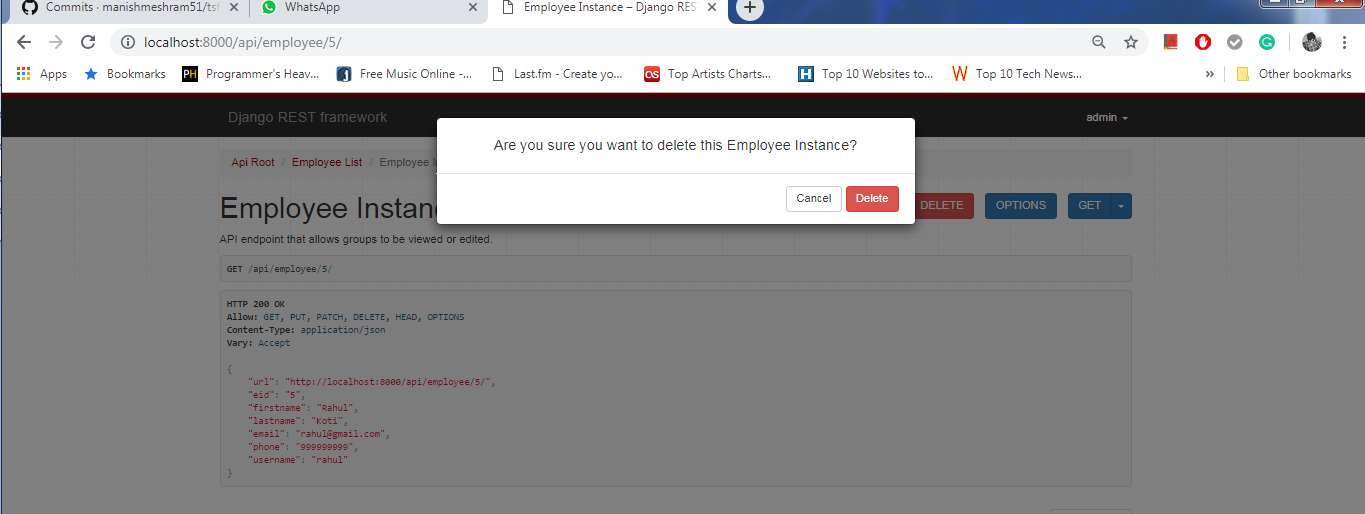 Commits · manishmeshram51/tsf
WhatsApp
Employee Instance – Django RES
localhost:8000/api/employee/5/
Apps Bookmarks PH Programmer's Heav... Free Music Online -... Last.fm - Create yo... Top Artists Charts... H Top 10 Websites to... W Top 10 Tech News... » Other bookmarks
Django REST framework admin
Are you sure you want to delete this Employee Instance?
Cancel Delete
Api Root / Employee List / Employee
Employee Instan
DELETE OPTIONS GET
API endpoint that allows groups to be viewed or edited.
GET /api/employee/5/
HTTP 200 OK
Allow: GET, PUT, PATCH, DELETE, HEAD, OPTIONS
Content-Type: application/json
Vary: Accept
{
"url": "http://localhost:8000/api/employee/5/",
"eid": "5",
"firstname": "Rahul",
"lastname": "Koti",
"email": "rahul@gmail.com",
"phone": "999999999",
"username": "rahul"
}